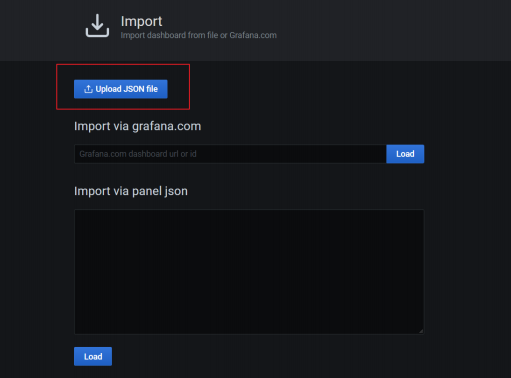 Import
Import dashboard from file or Grafana.com
Upload JSON file
Import via grafana.com
Grafana.com dashboard url or id
Load
Import via panel json
Load